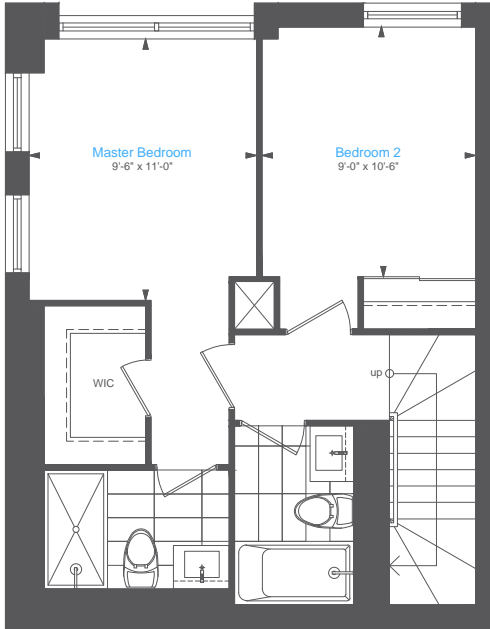 Master Bedroom
9'-6" x 11'-0"
Bedroom 2
9'-0" x 10'-6"
WIC
up